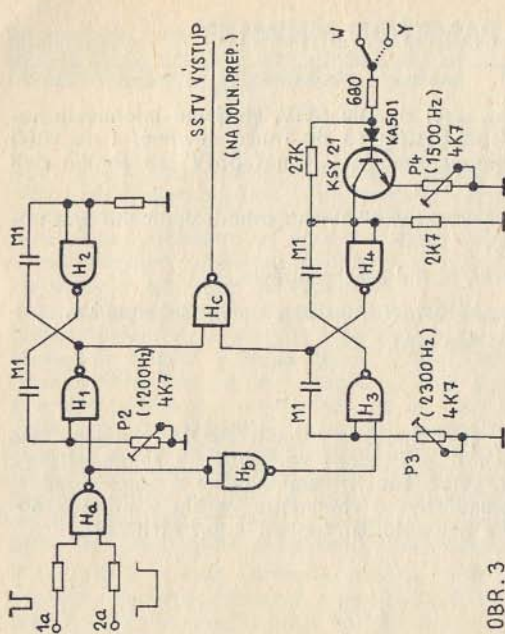 1a
2a
Ha
Hb
P2
(1200Hz)
4K7
H1
M1
M1
H2
Hc
SSTV VÝSTUP
(NA DOLN. PREP.)
P3
(2300 Hz)
4K7
H3
M1
M1
H4
27K
2K7
KSY 21
P4
(1500 Hz)
4K7
KA501
680
W
Y
OBR.3